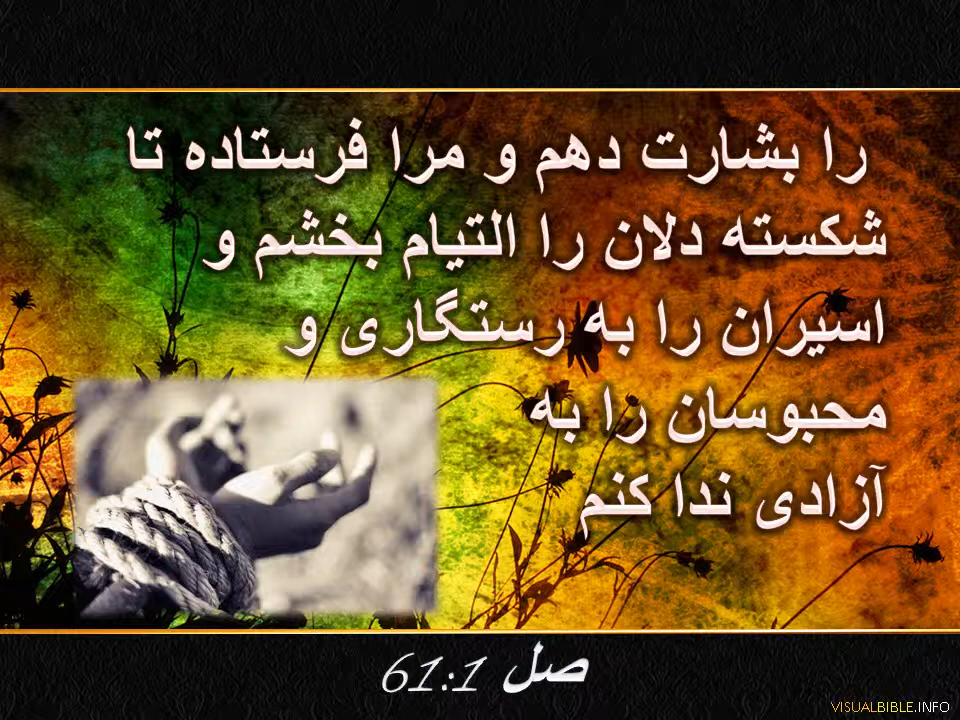 را بشارت دهم و مرا فرستاده تا
شکسته دلان را التیام بخشم و
اسیران را به رستگاری و
محبوسان را به
آزادی ندا کنم
صل 61:1
VISUALBIBLE.INFO